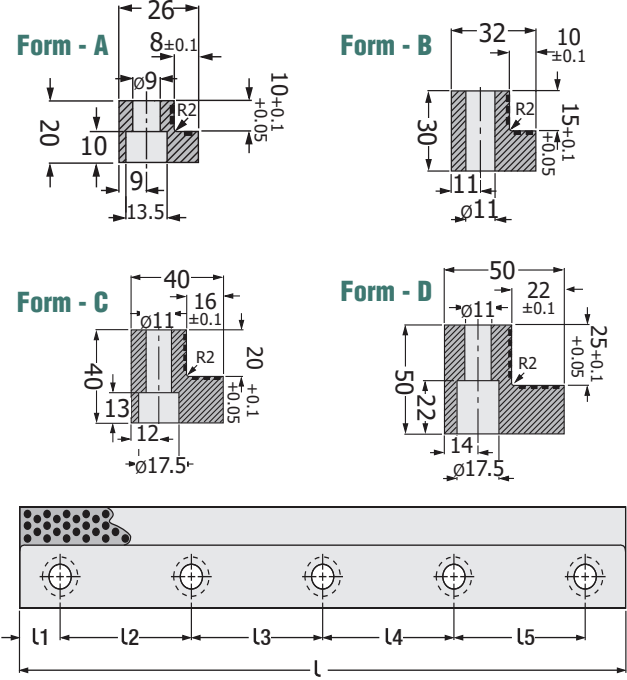 Form - A
26
8±0.1
ø9
R2
10+0.1
+0.05
20
10
9
13.5
Form - B
32
10
±0.1
R2
15+0.1
+0.05
30
11
ø11
Form - C
40
16
±0.1
ø11
R2
20 +0.1
+0.05
40
13
12
ø17.5
Form - D
50
22
±0.1
ø11
R2
25+0.1
+0.05
50
22
14
ø17.5
l1 l2 l3 l4 l5
l